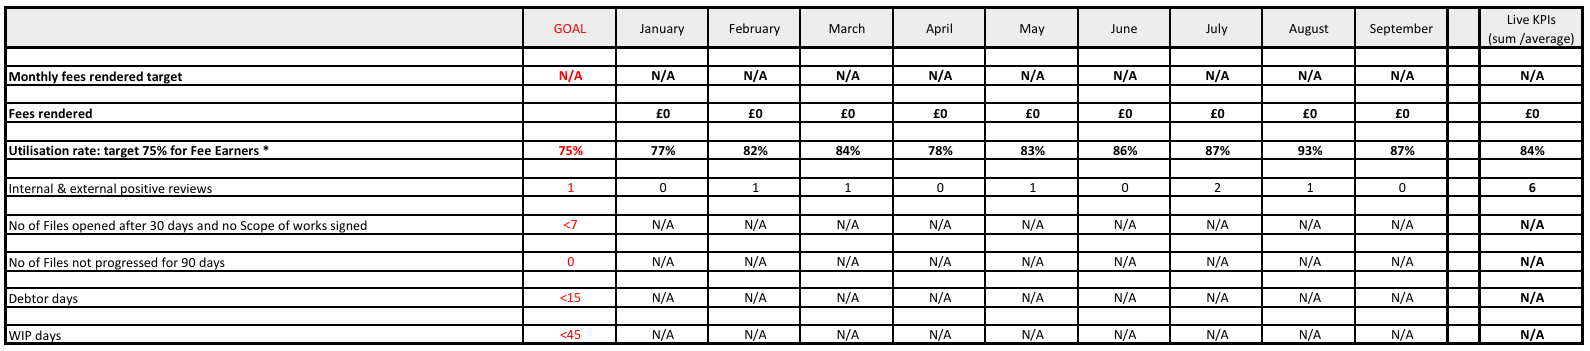 GOAL January February March April May June July August September Live KPIs
(sum /average)
Monthly fees rendered target N/A N/A N/A N/A N/A N/A N/A N/A N/A N/A N/A
Fees rendered £0 £0 £0 £0 £0 £0 £0 £0 £0 £0
Utilisation rate: target 75% for Fee Earners * 75% 77% 82% 84% 78% 83% 86% 87% 93% 87% 84%
Internal & external positive reviews 1 0 1 1 0 1 0 2 1 0 6
No of Files opened after 30 days and no Scope of works signed <7 N/A N/A N/A N/A N/A N/A N/A N/A N/A N/A
No of Files not progressed for 90 days 0 N/A N/A N/A N/A N/A N/A N/A N/A N/A N/A
Debtor days <15 N/A N/A N/A N/A N/A N/A N/A N/A N/A N/A
WIP days <45 N/A N/A N/A N/A N/A N/A N/A N/A N/A N/A